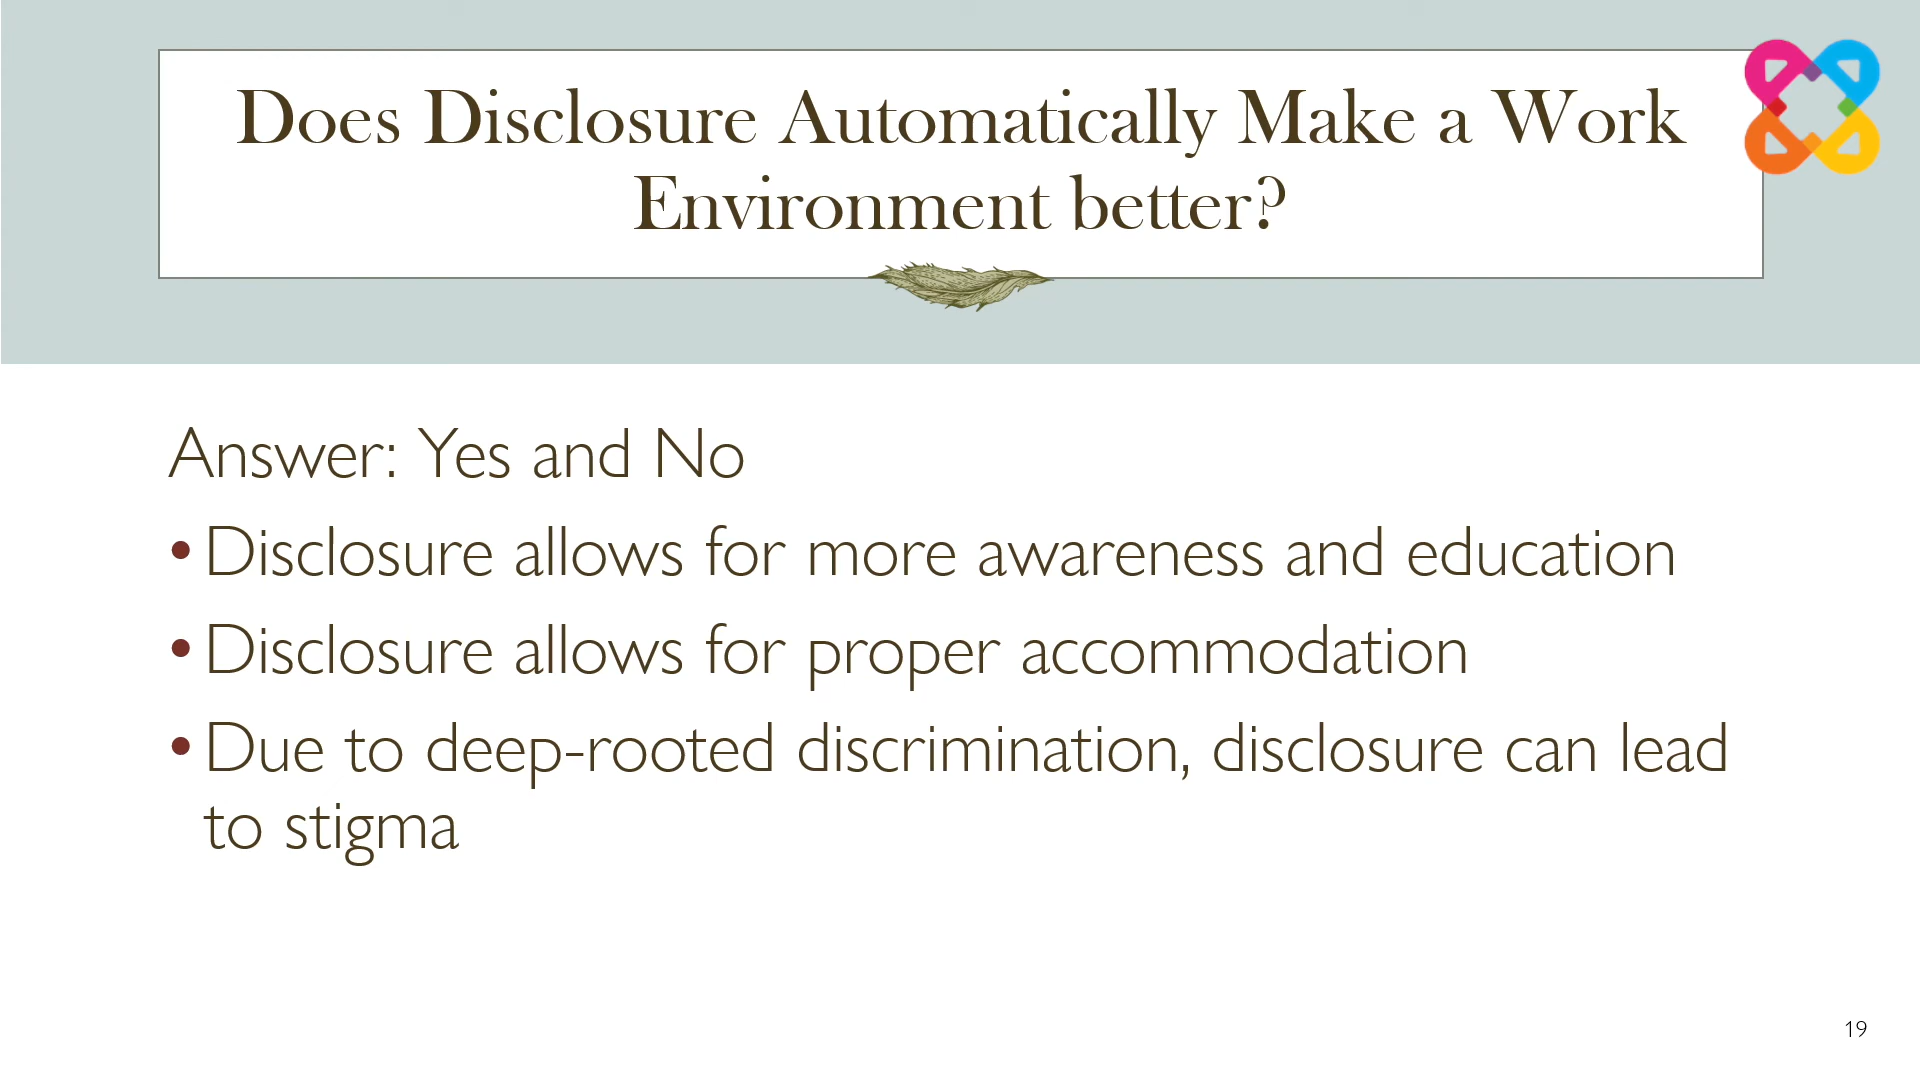 Does Disclosure Automatically Make a Work
Environment better?
Answer: Yes and No
• Disclosure allows for more awareness and education
• Disclosure allows for proper accommodation
• Due to deep-rooted discrimination, disclosure can lead
to stigma
19